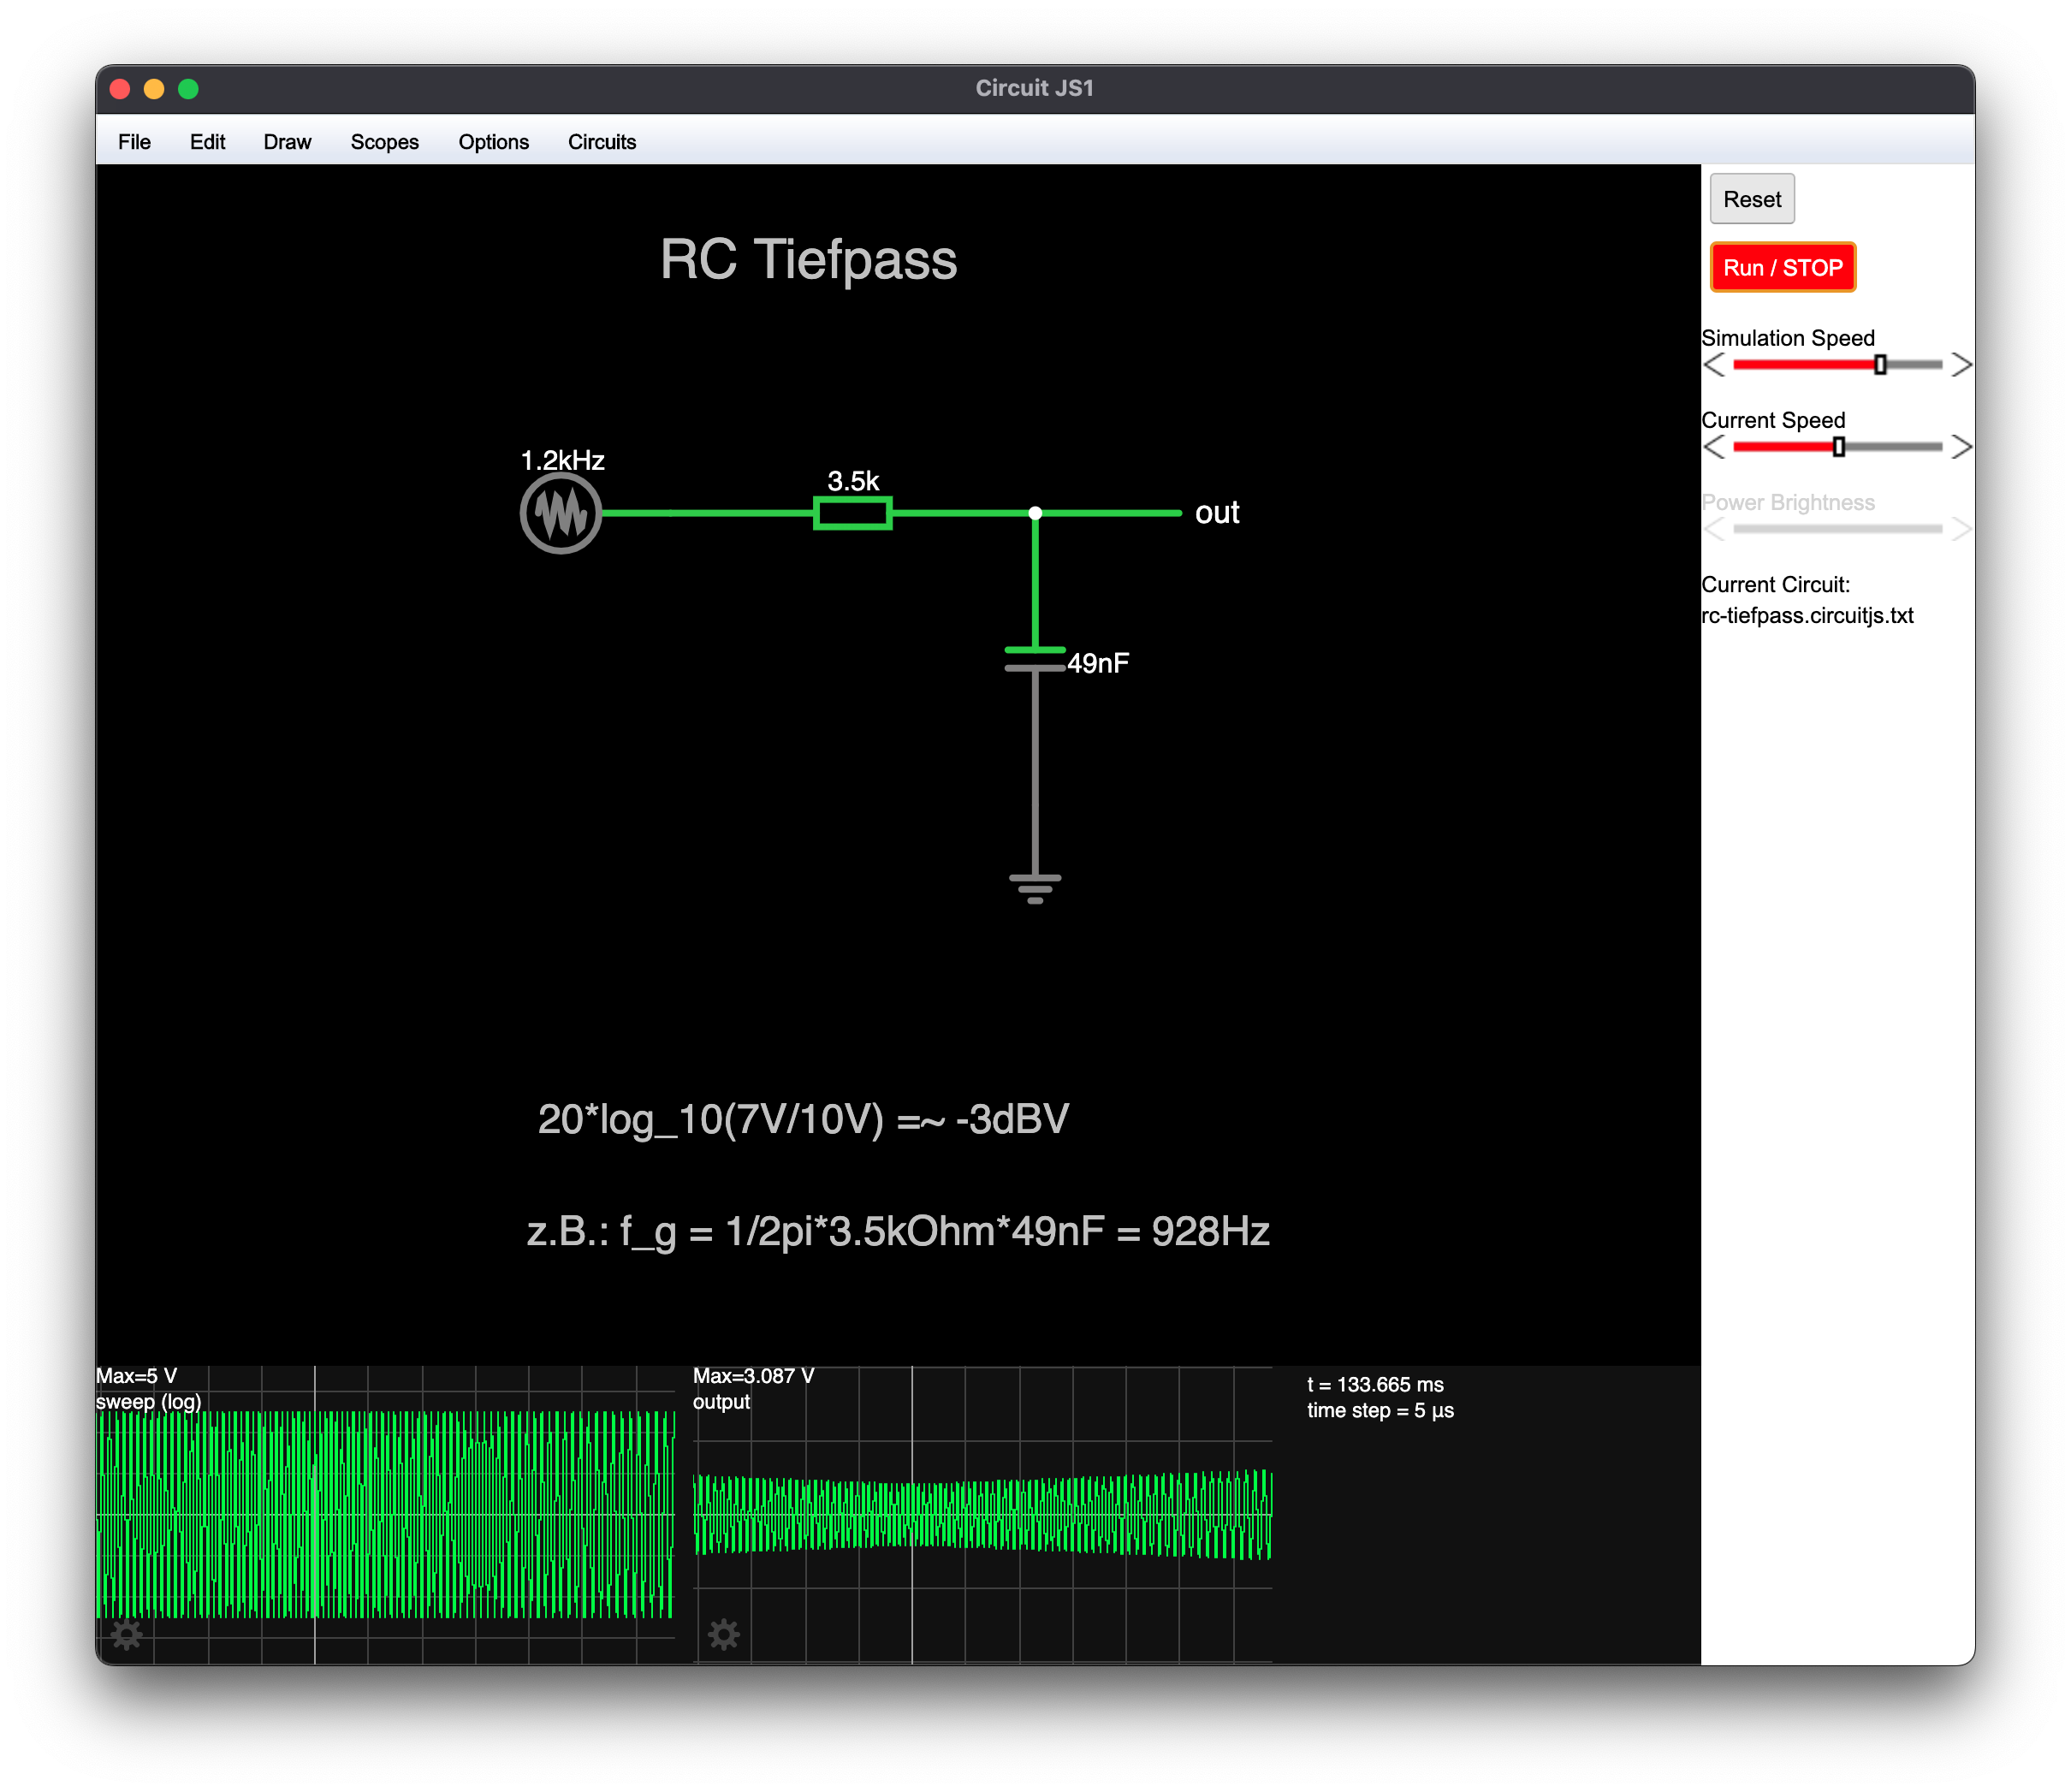 Circuit JS1
File Edit Draw Scopes Options Circuits
Reset
Run / STOP
Simulation Speed
Current Speed
Power Brightness
Current Circuit:
rc-tiefpass.circuitjs.txt
RC Tiefpass
1.2kHz
3.5k
out
49nF
20*log_10(7V/10V) =~ -3dBV
z.B.: f_g = 1/2pi*3.5kOhm*49nF = 928Hz
Max=5 V
sweep (log)
Max=3.087 V
output
t = 133.665 ms
time step = 5 µs